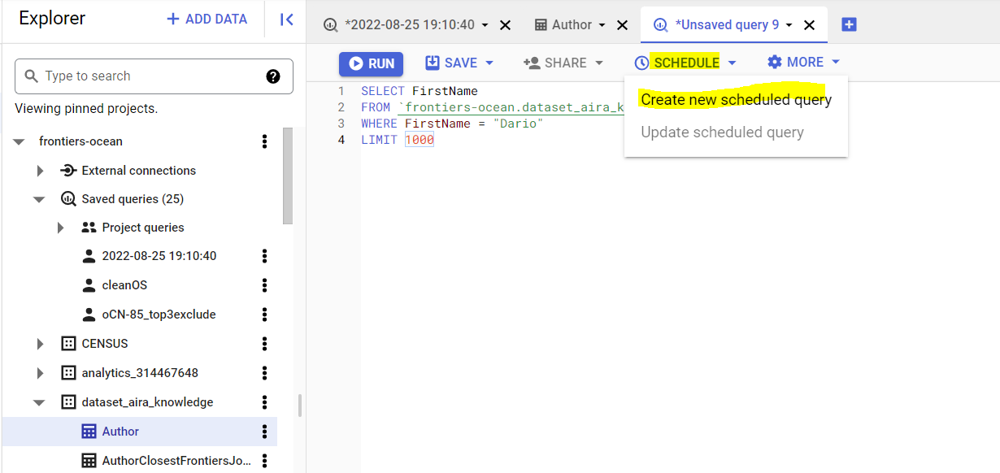 Explorer
ADD DATA
*2022-08-25 19:10:40
Author
*Unsaved query 9
Type to search
Viewing pinned projects.
frontiers-ocean
External connections
Saved queries (25)
Project queries
2022-08-25 19:10:40
cleanOS
oCN-85_top3exclude
CENSUS
analytics_314467648
dataset_aira_knowledge
Author
AuthorClosestFrontiersJo...
RUN
SAVE
SHARE
SCHEDULE
MORE
1 SELECT FirstName
2 FROM `frontiers-ocean.dataset_aira_k
3 WHERE FirstName = "Dario"
4 LIMIT 1000
Create new scheduled query
Update scheduled query